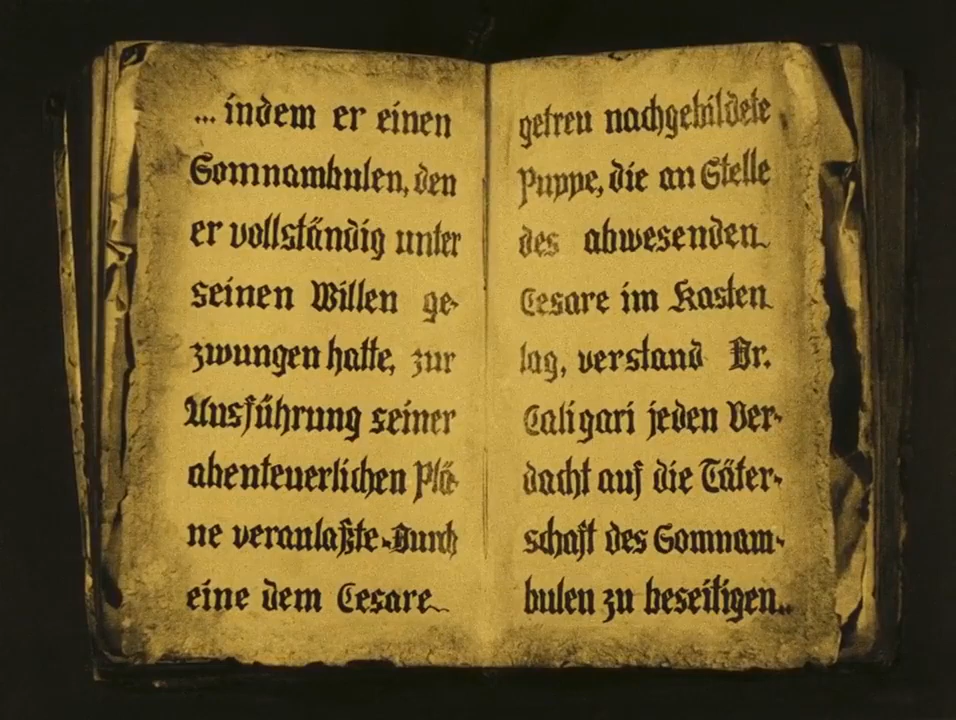 ... indem er einen
Somnambulen, den
er vollständig unter
seinen Willen ge-
zwungen hatte, zur
Ausführung seiner
abenteuerlichen Plä-
ne veranlaßte. Durch
eine dem Cesare
getreu nachgebildete
Puppe, die an Stelle
des abwesenden
Cesare im Kasten
lag, verstand Dr.
Caligari jeden Ver-
dacht auf die Täter-
schaft des Somnam-
bulen zu beseitigen..